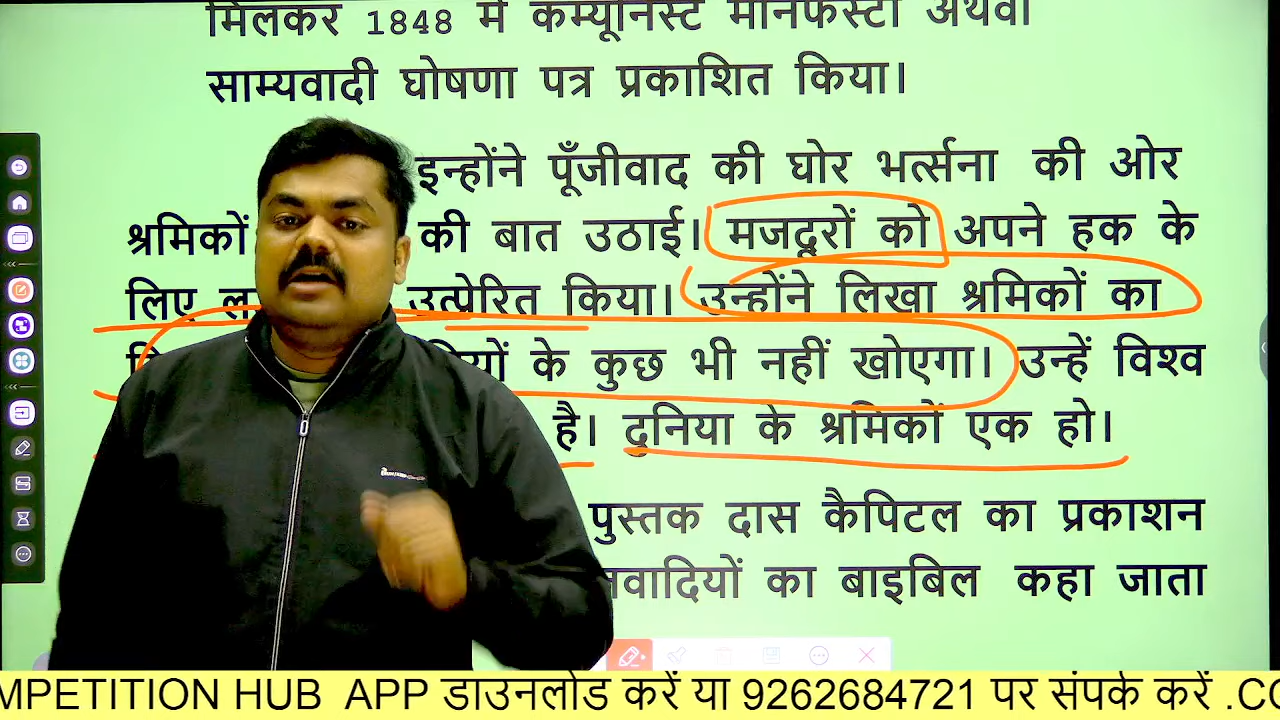 मिलकर 1848 में कम्यूनिस्ट मेनिफेस्टो अथवा
साम्यवादी घोषणा पत्र प्रकाशित किया।
इन्होंने पूँजीवाद की घोर भर्त्सना की ओर
श्रमिकों की बात उठाई। मजदूरों को अपने हक के
लिए उत्प्रेरित किया। उन्होंने लिखा श्रमिकों का
के कुछ भी नहीं खोएगा। उन्हें विश्व
है। दुनिया के श्रमिकों एक हो।
पुस्तक दास कैपिटल का प्रकाशन
का बाइबिल कहा जाता
HUB APP डाउनलोड करें या 9262684721 पर संपर्क करें .